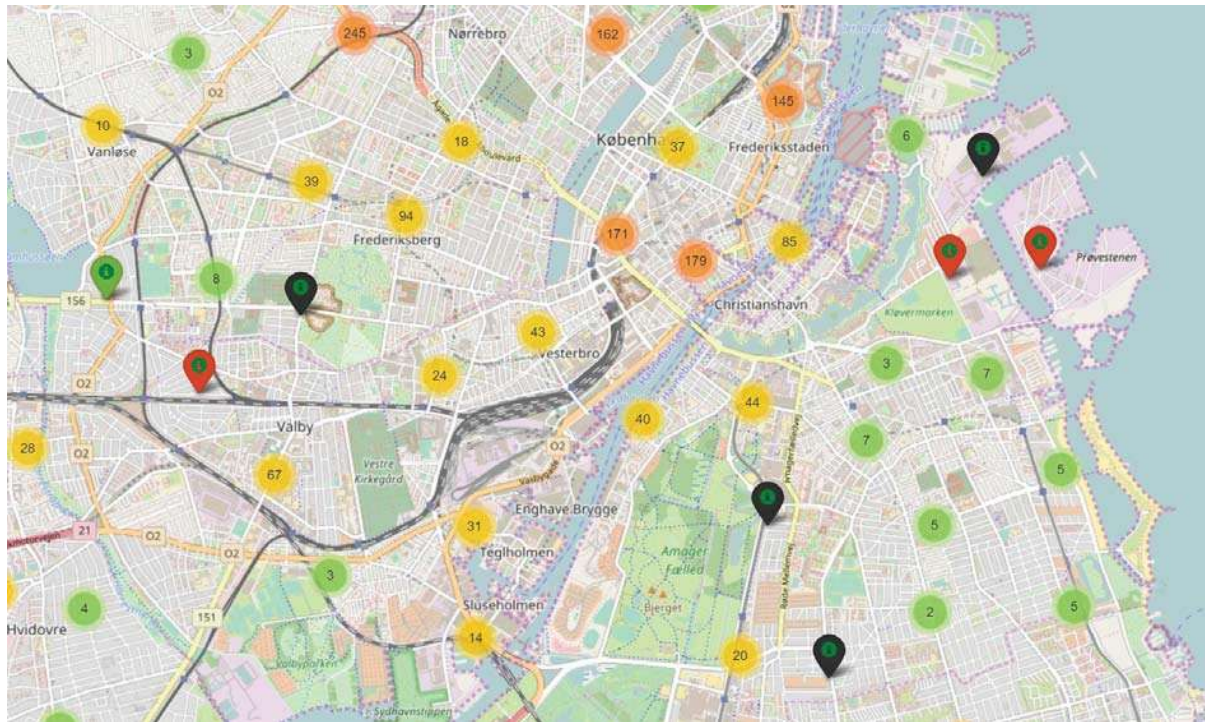 245
Nørrebro
162
3
O2
145
10
Vanløse
18
København
37
Frederiksstaden
6
39
94
Frederiksberg
171
179
85
8
156
Prøvestenen
Christianshavn
Kløvermarken
43
Vesterbro
24
3
7
O2
44
40
Valby
28
67
Vestre
Kirkegård
O2
7
5
Enghave Brygge
31
Teglholmen
21
O2
O2
Amager
Fælled
5
3
4
Hvidovre
151
Sluseholmen
Bjerget
2
5
14
20
Valbyparken
Sydhavnstippen